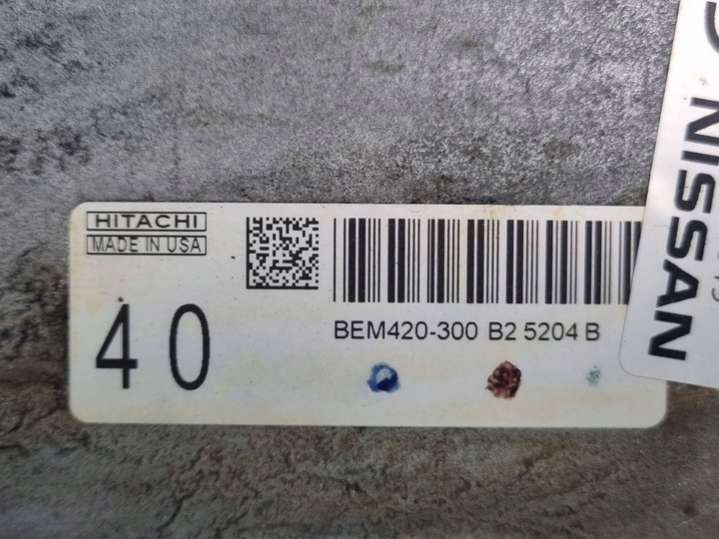 HITACHI
MADE IN USA
40
BEM420-300 B2 5204 B
NISSAN